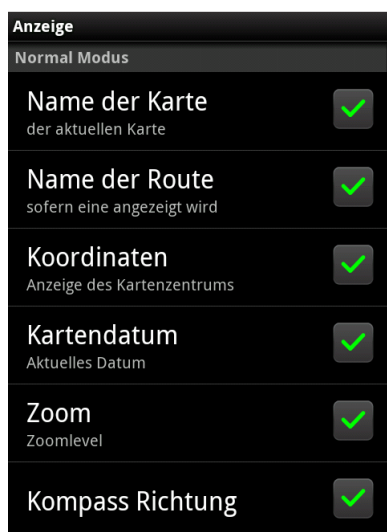 Anzeige
Normal Modus
Name der Karte
der aktuellen Karte
Name der Route
sofern eine angezeigt wird
Koordinaten
Anzeige des Kartenzentrums
Kartendatum
Aktuelles Datum
Zoom
Zoomlevel
Kompass Richtung